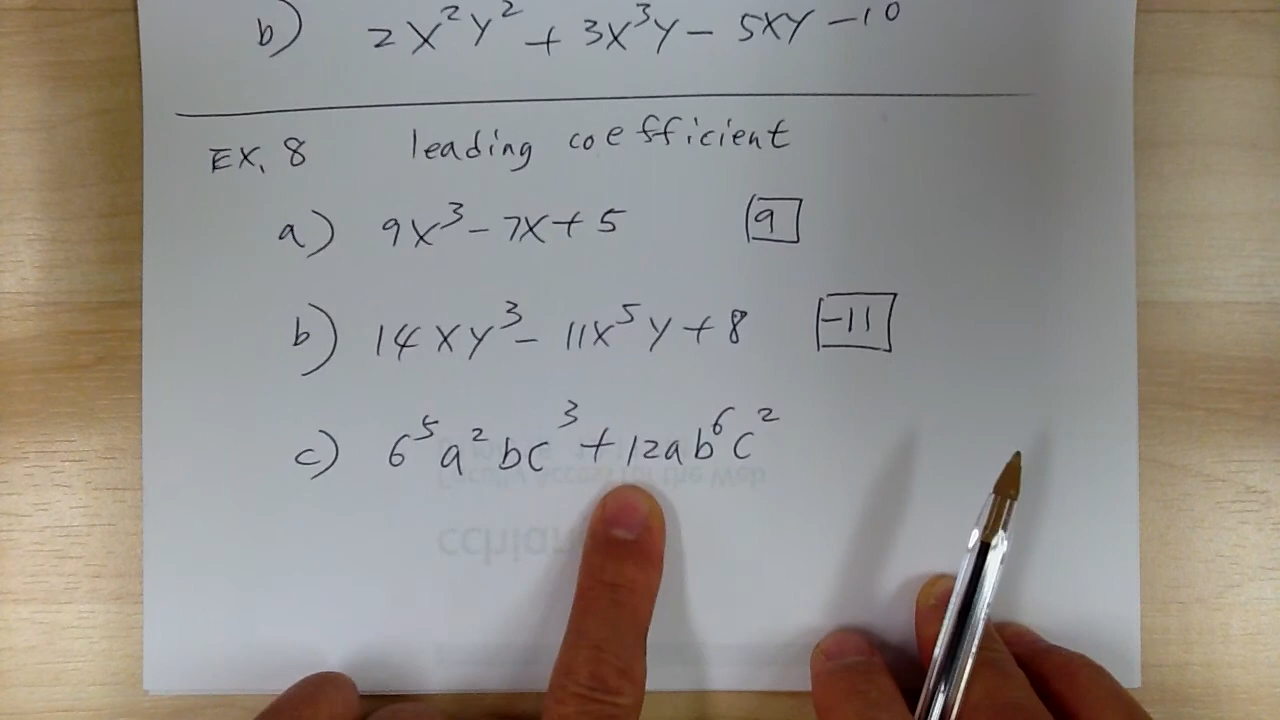 b) 2x²y² + 3x³y - 5xy - 10
EX. 8 leading coefficient
a) 9x³ - 7x + 5 9
b) 14xy³ - 11x⁵y + 8 -11
c) 6⁵a²bc³ + 12ab⁶c²